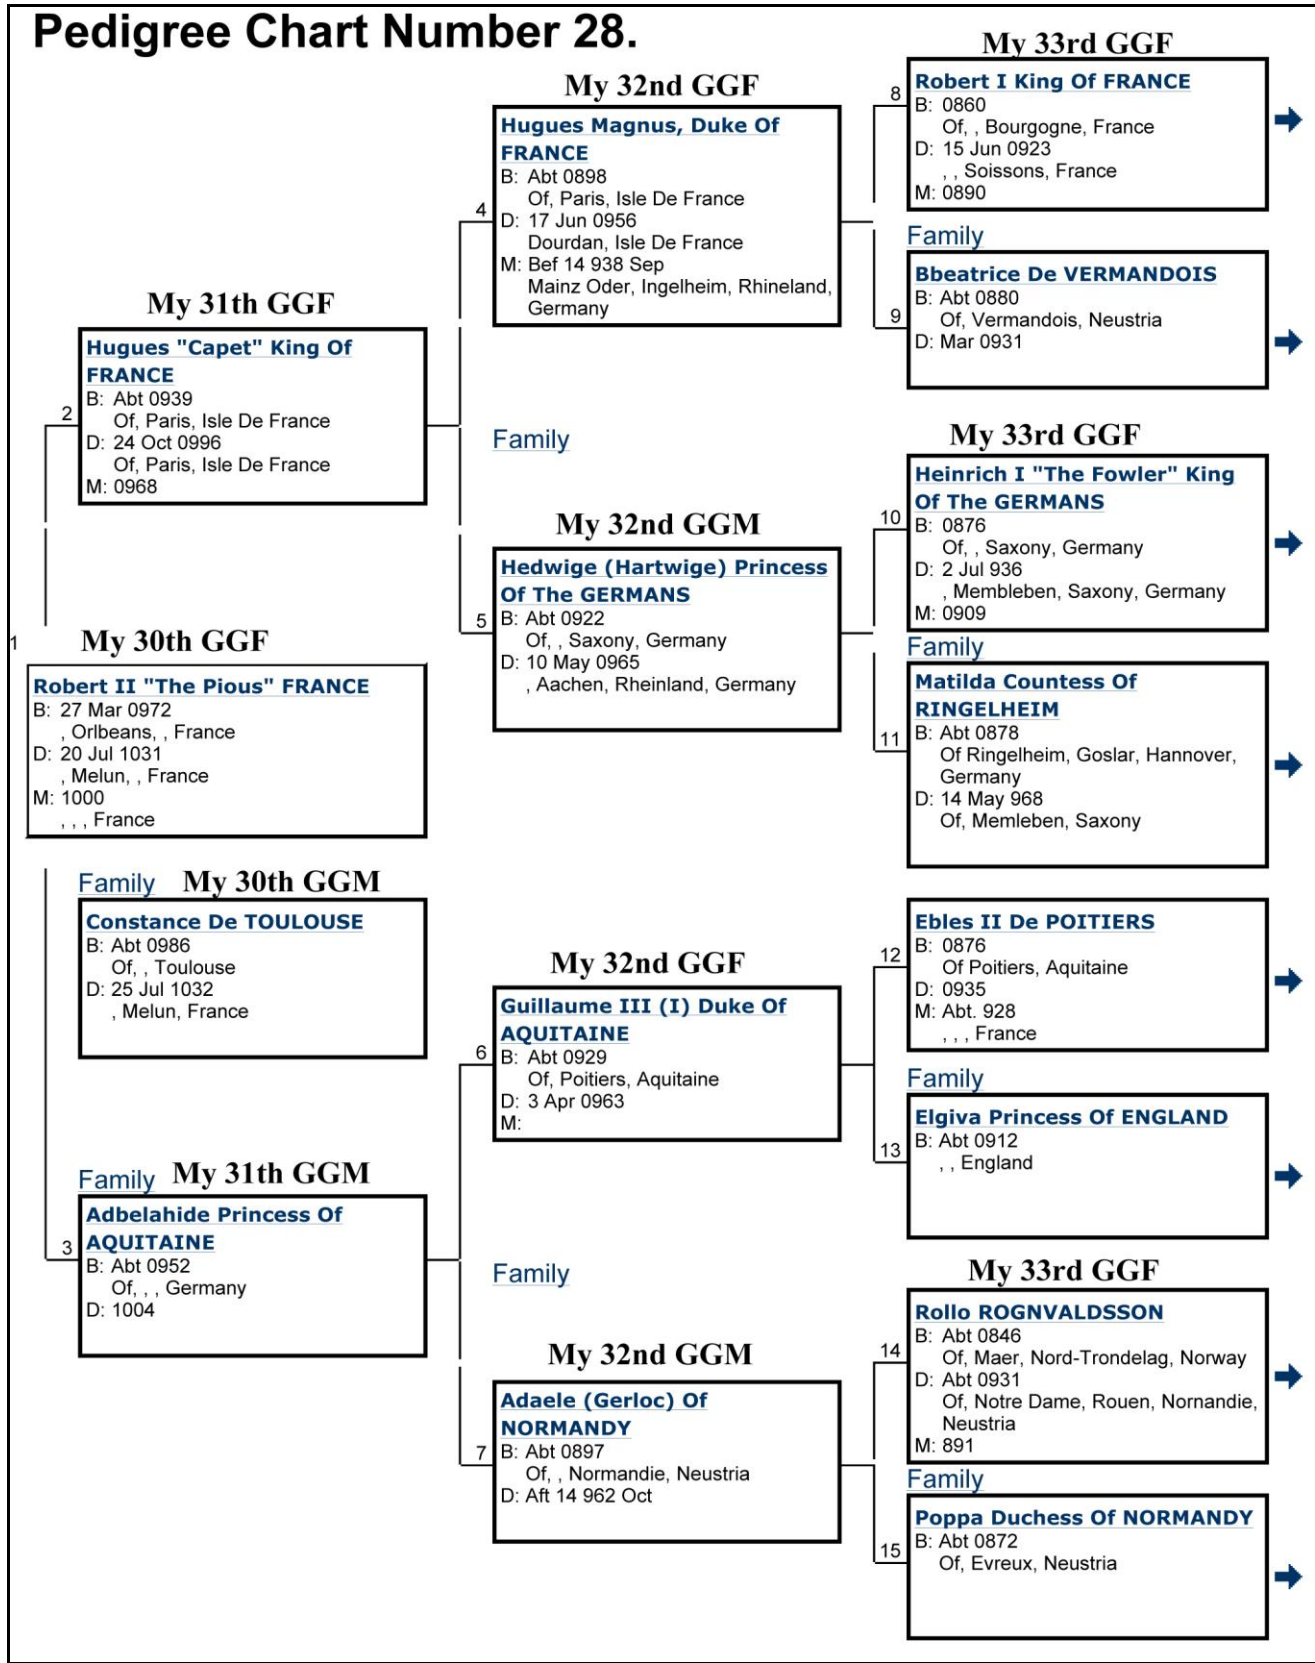 Pedigree Chart Number 28.
My 33rd GGF
8
Robert I King Of FRANCE
B: 0860
Of, , Bourgogne, France
D: 15 Jun 0923
, , Soissons, France
M: 0890
My 32nd GGF
4
Hugues Magnus, Duke Of
FRANCE
B: Abt 0898
Of, Paris, Isle De France
D: 17 Jun 0956
Dourdan, Isle De France
M: Bef 14 938 Sep
Mainz Oder, Ingelheim, Rhineland,
Germany
Family
9
Bbeatrice De VERMANDOIS
B: Abt 0880
Of, Vermandois, Neustria
D: Mar 0931
My 31th GGF
2
Hugues "Capet" King Of
FRANCE
B: Abt 0939
Of, Paris, Isle De France
D: 24 Oct 0996
Of, Paris, Isle De France
M: 0968
Family
My 33rd GGF
10
Heinrich I "The Fowler" King
Of The GERMANS
B: 0876
Of, , Saxony, Germany
D: 2 Jul 936
, Membleben, Saxony, Germany
M: 0909
My 32nd GGM
5
Hedwige (Hartwige) Princess
Of The GERMANS
B: Abt 0922
Of, , Saxony, Germany
D: 10 May 0965
, Aachen, Rheinland, Germany
Family
11
Matilda Countess Of
RINGELHEIM
B: Abt 0878
Of Ringelheim, Goslar, Hannover,
Germany
D: 14 May 968
Of, Memleben, Saxony
1
My 30th GGF
Robert II "The Pious" FRANCE
B: 27 Mar 0972
, Orlbeans, , France
D: 20 Jul 1031
, Melun, , France
M: 1000
, , , France
Family My 30th GGM
Constance De TOULOUSE
B: Abt 0986
Of, , Toulouse
D: 25 Jul 1032
, Melun, France
12
Ebles II De POITIERS
B: 0876
Of Poitiers, Aquitaine
D: 0935
M: Abt. 928
, , , France
My 32nd GGF
6
Guillaume III (I) Duke Of
AQUITAINE
B: Abt 0929
Of, Poitiers, Aquitaine
D: 3 Apr 0963
M:
Family
13
Elgiva Princess Of ENGLAND
B: Abt 0912
, , England
Family My 31th GGM
3
Adbelahide Princess Of
AQUITAINE
B: Abt 0952
Of, , , Germany
D: 1004
Family
My 33rd GGF
14
Rollo ROGNVALDSSON
B: Abt 0846
Of, Maer, Nord-Trondelag, Norway
D: Abt 0931
Of, Notre Dame, Rouen, Nornandie,
Neustria
M: 891
My 32nd GGM
7
Adaele (Gerloc) Of
NORMANDY
B: Abt 0897
Of, , Normandie, Neustria
D: Aft 14 962 Oct
Family
15
Poppa Duchess Of NORMANDY
B: Abt 0872
Of, Evreux, Neustria